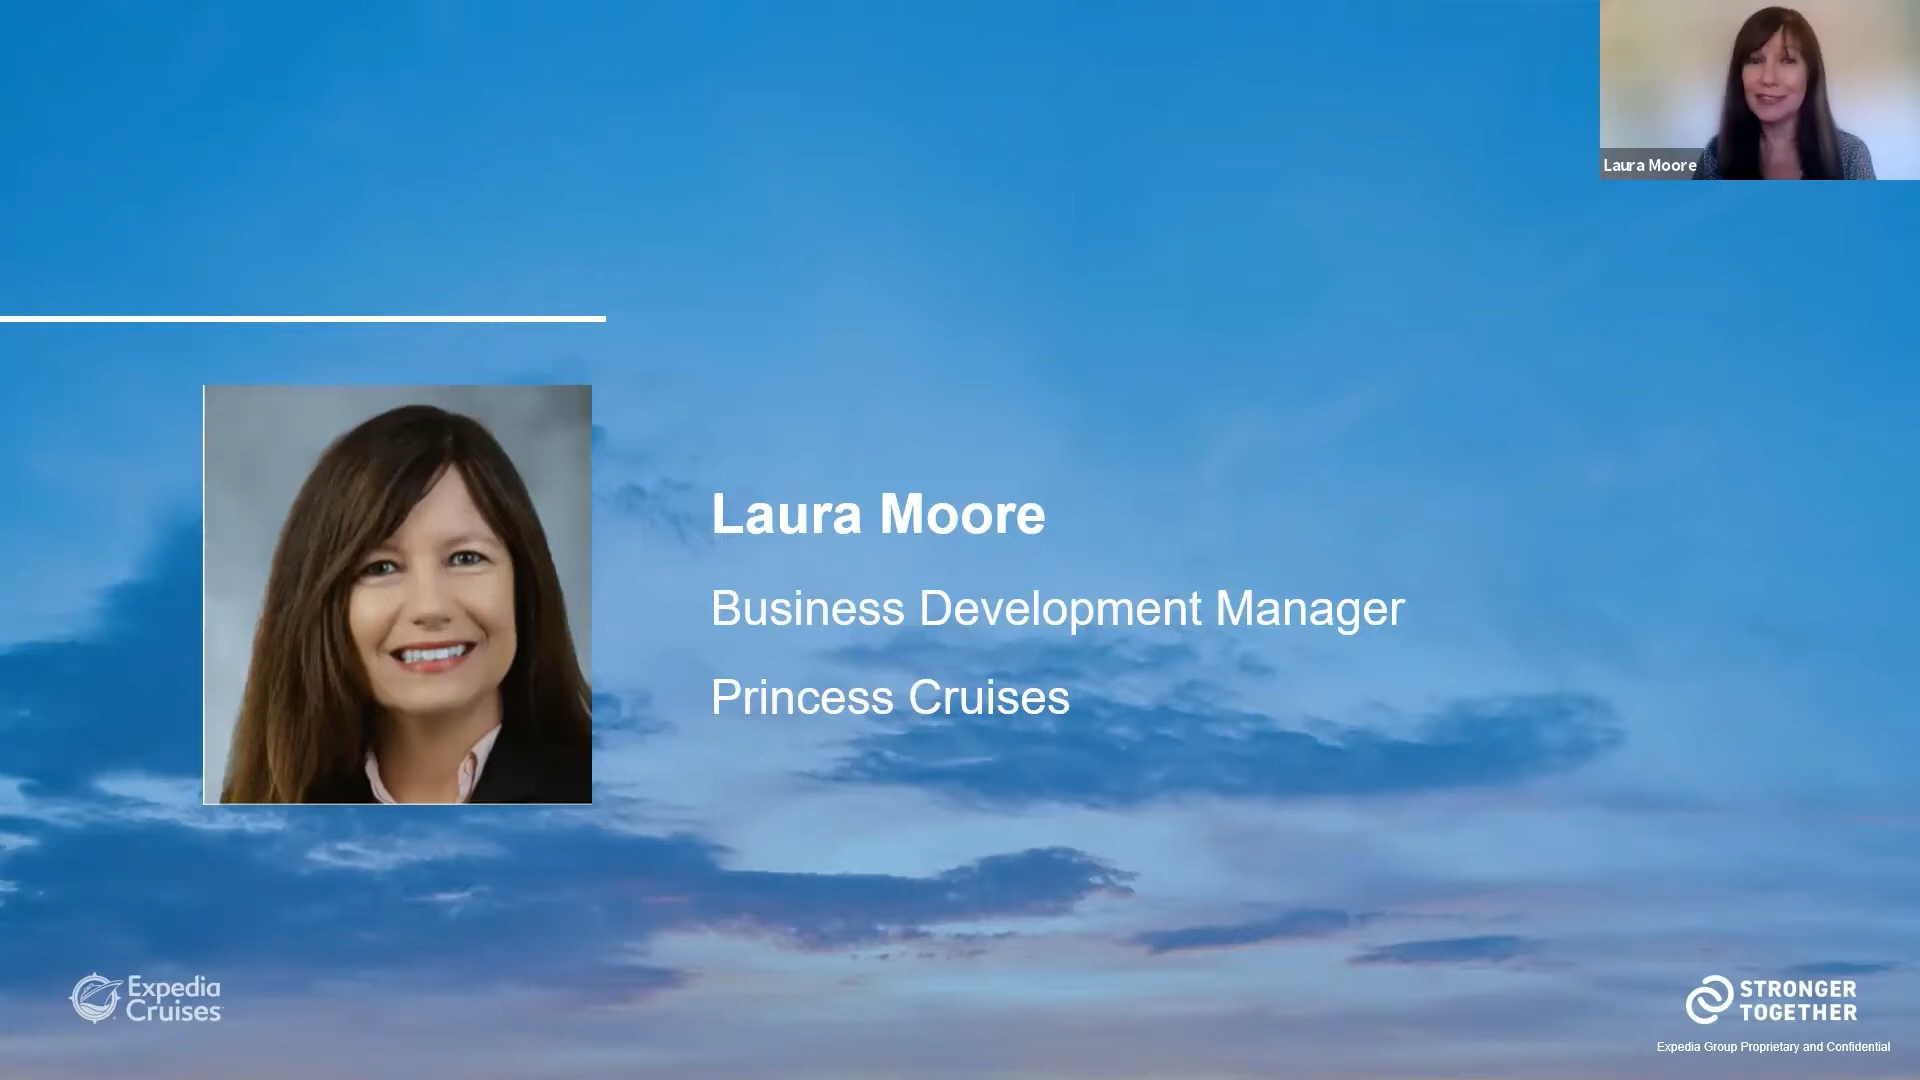 Laura Moore
Laura Moore
Business Development Manager
Princess Cruises
Expedia
Cruises
STRONGER
TOGETHER
Expedia Group Proprietary and Confidential